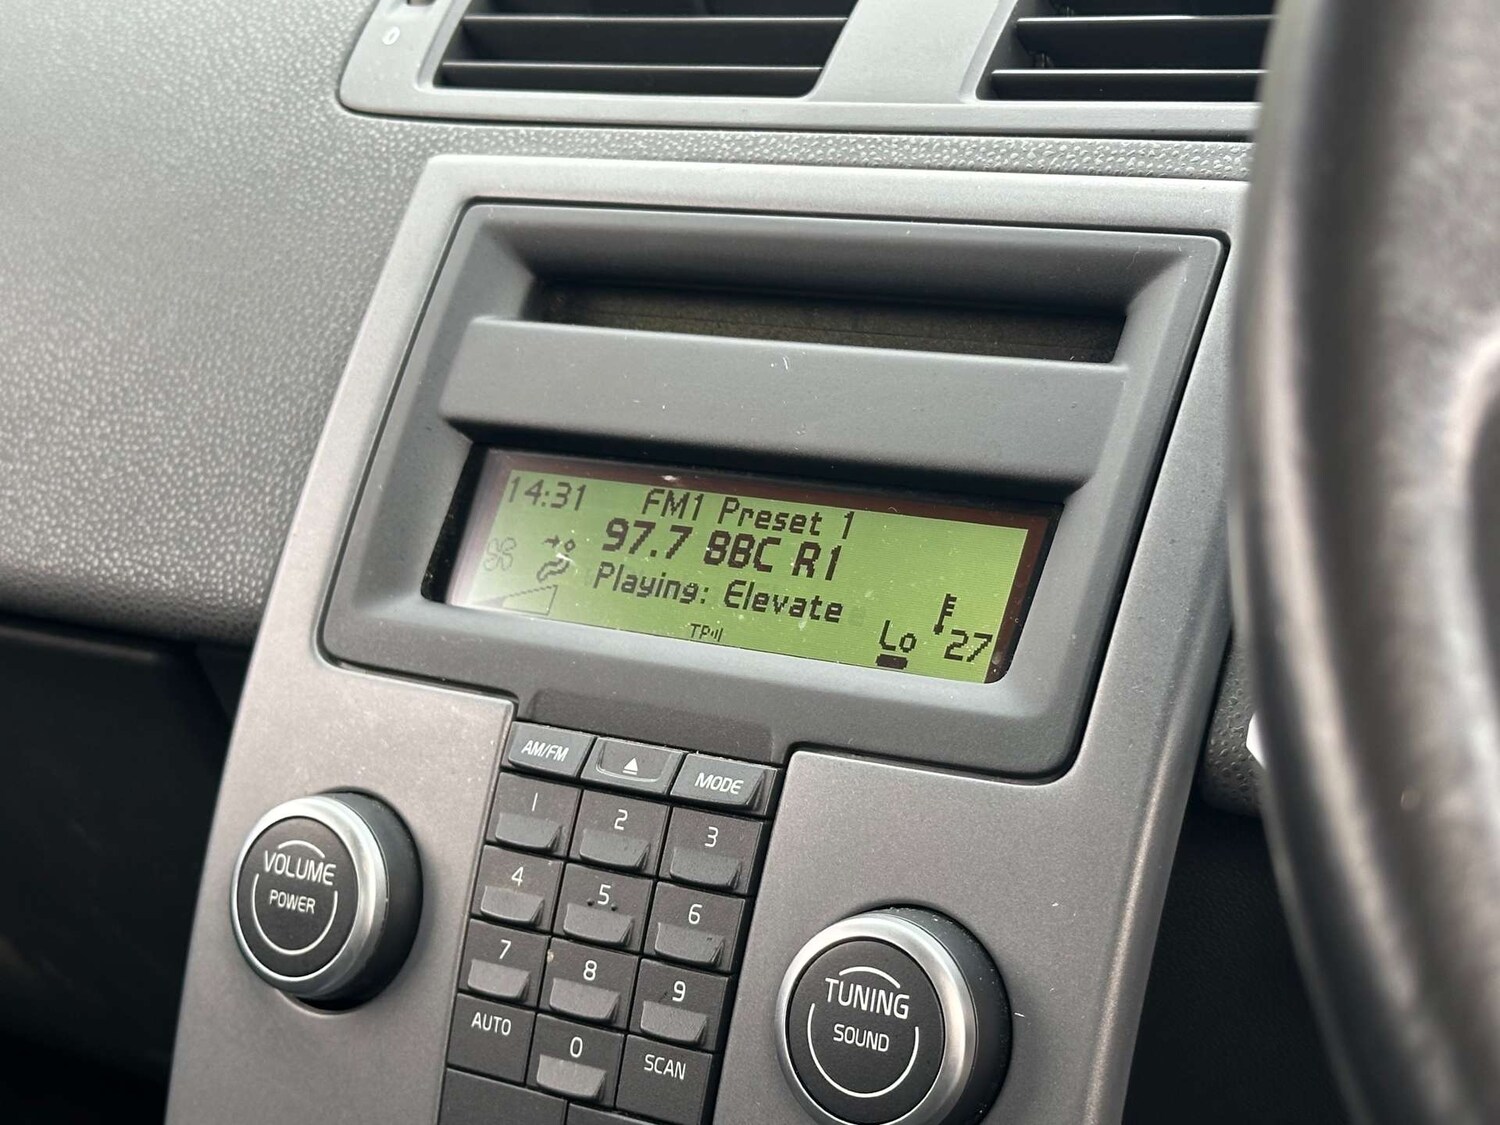 0
14:31 FM1 Preset 1
97.7 BBC R1
Playing: Elevate
TP
Lo 27
AM/FM MODE
1 2 3
4 5 6
7 8 9
AUTO 0 SCAN
VOLUME
POWER
TUNING
SOUND